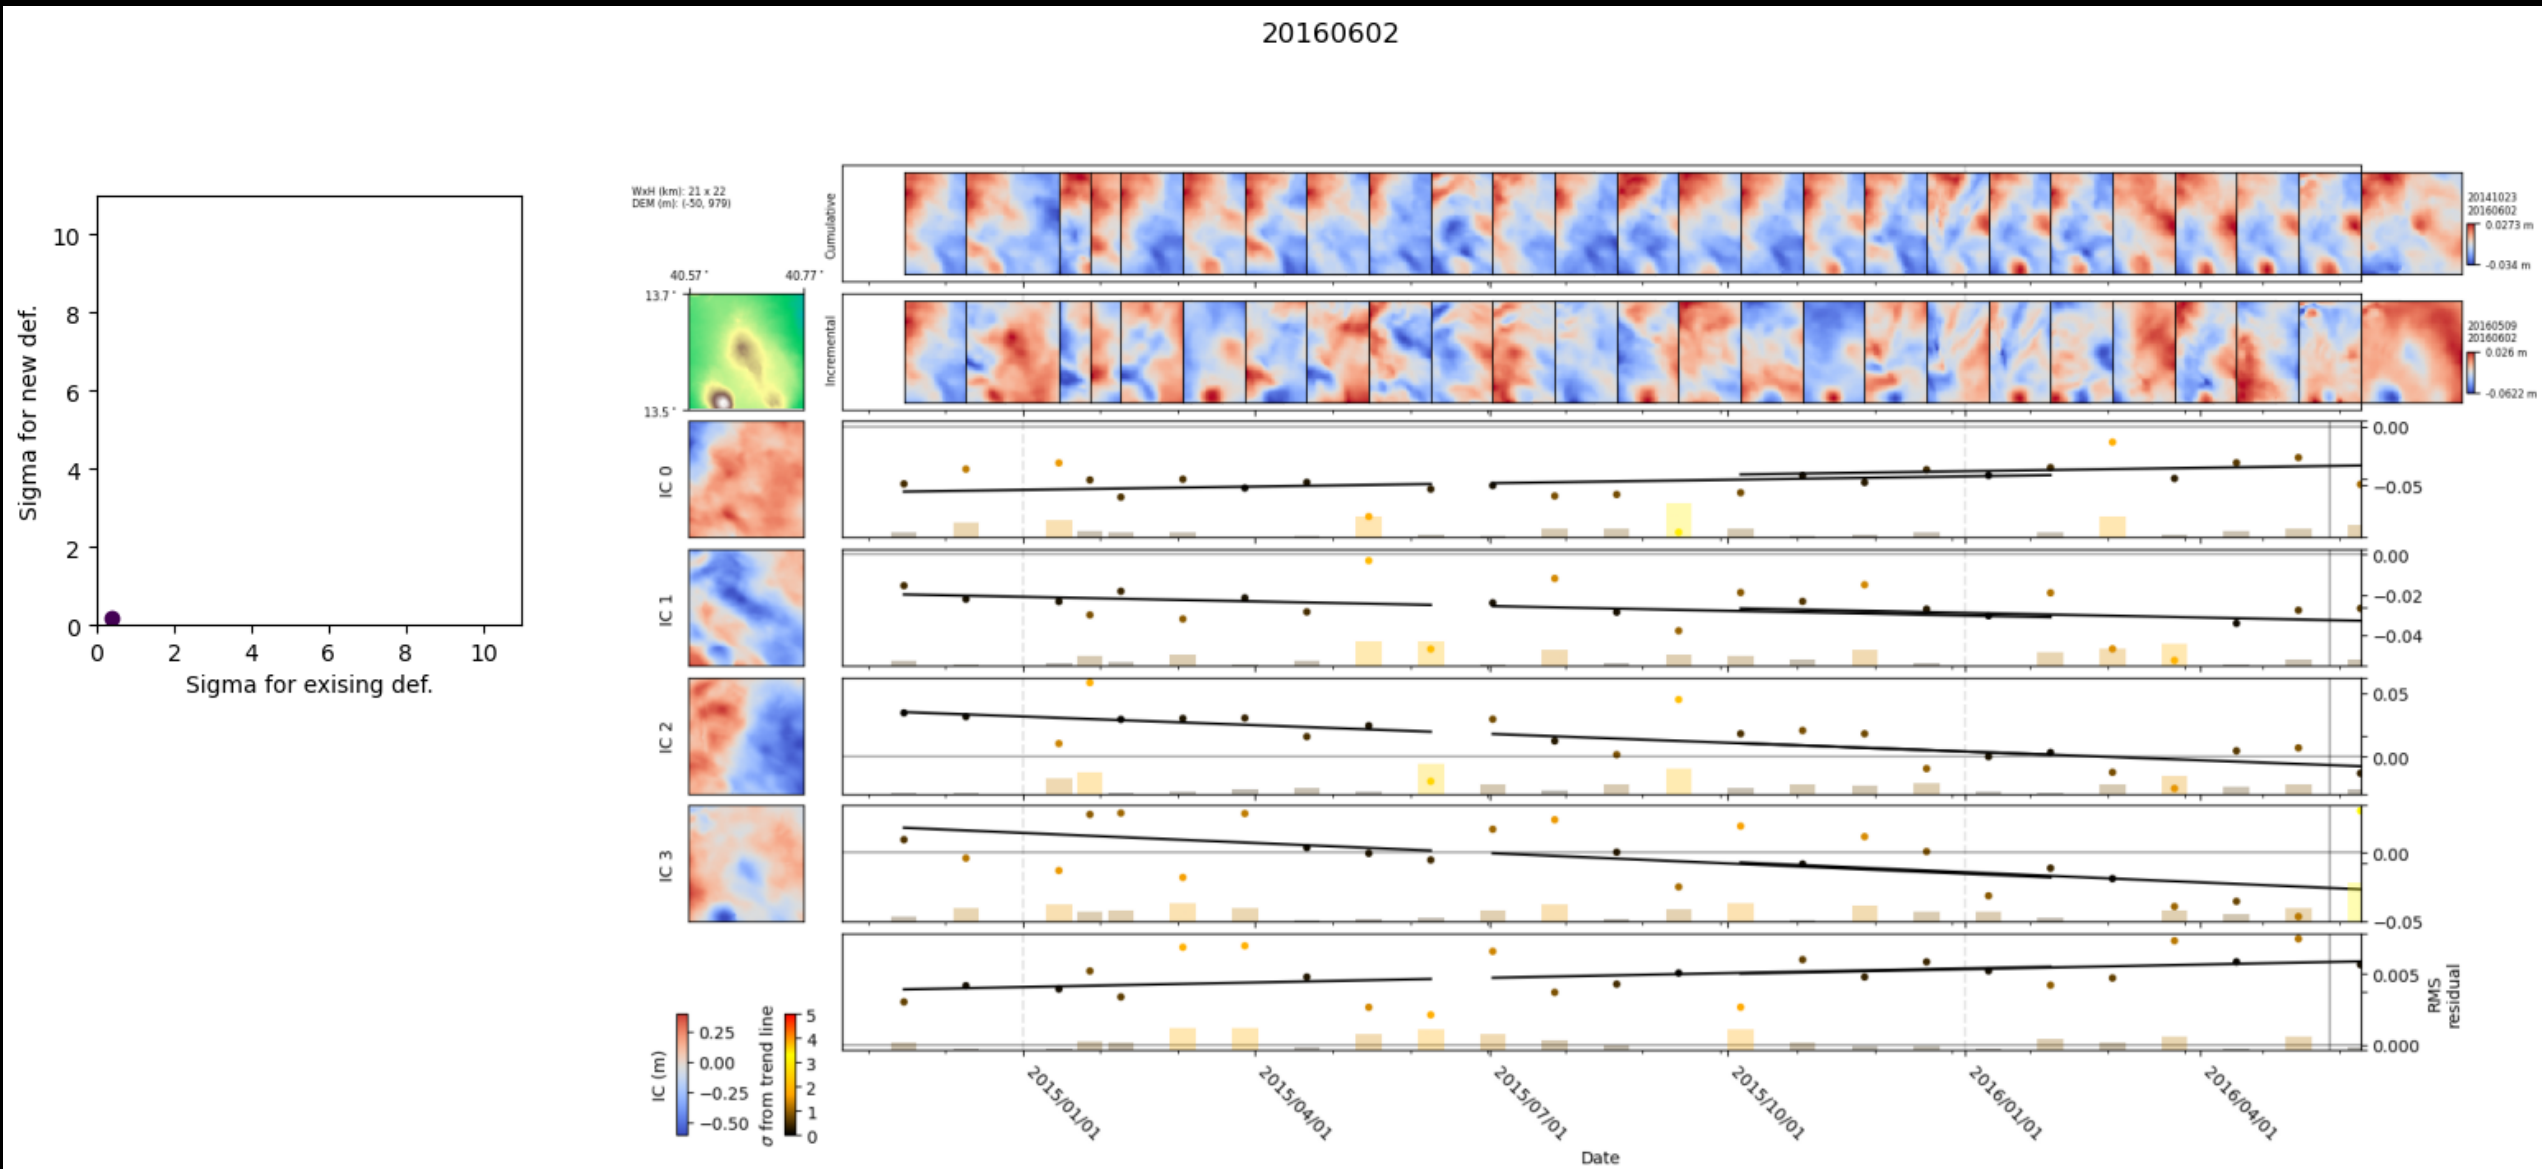 20160602
Sigma for new def.
10
8
6
4
2
0
0 2 4 6 8 10
Sigma for exising def.
WxH (km): 21 x 22
DEM (m): (-50, 979)
40.57° 40.77°
13.7°
13.5°
Cumulative
20141023
20160602
0.0273 m
-0.034 m
Incremental
20160509
20160602
0.026 m
-0.0622 m
IC 0
0.00
−0.05
IC 1
0.00
−0.02
−0.04
IC 2
0.05
0.00
IC 3
0.00
−0.05
0.005
0.000
RMS
residual
IC (m)
0.25
0.00
−0.25
−0.50
σ from trend line
5
4
3
2
1
0
2015/01/01
2015/04/01
2015/07/01
2015/10/01
2016/01/01
2016/04/01
Date